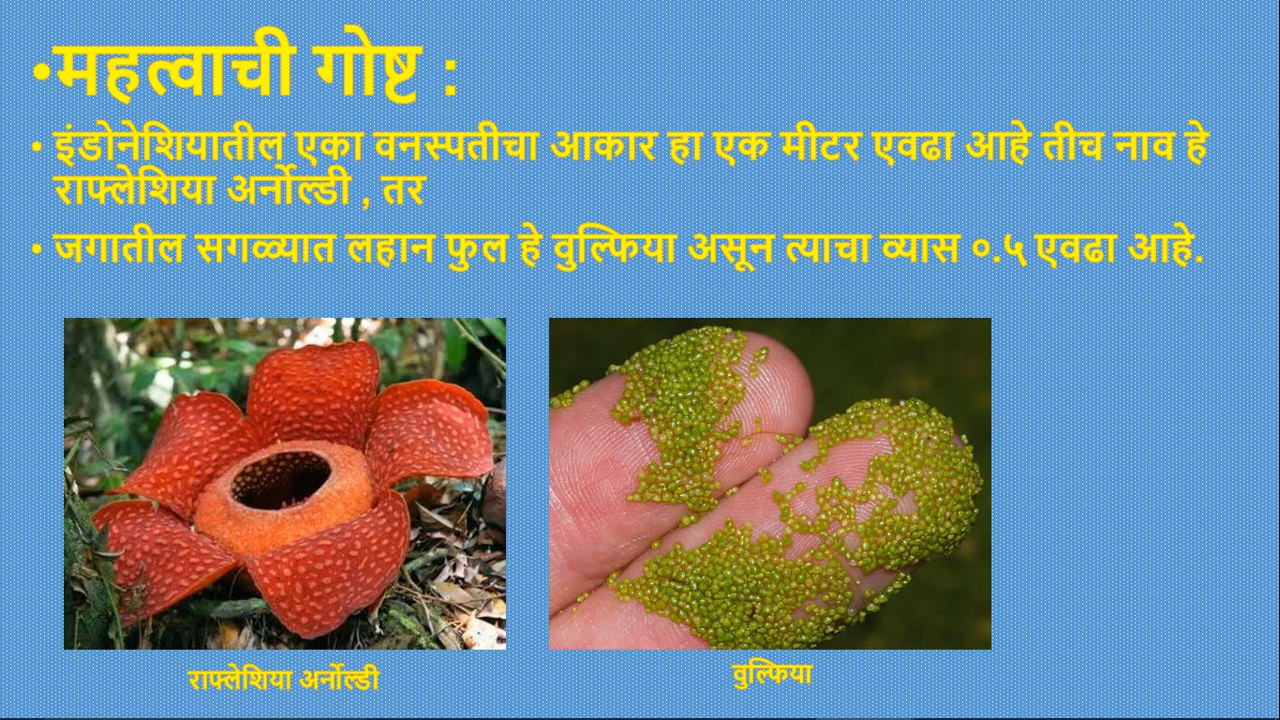 •महत्वाची गोष्ट :
• इंडोनेशियातील एका वनस्पतीचा आकार हा एक मीटर एवढा आहे तीच नाव हे
राफ्लेशिया अर्नोल्डी , तर
• जगातील सगळ्यात लहान फुल हे वुल्फिया असून त्याचा व्यास ०.५ एवढा आहे.
राफ्लेशिया अर्नोल्डी
वुल्फिया